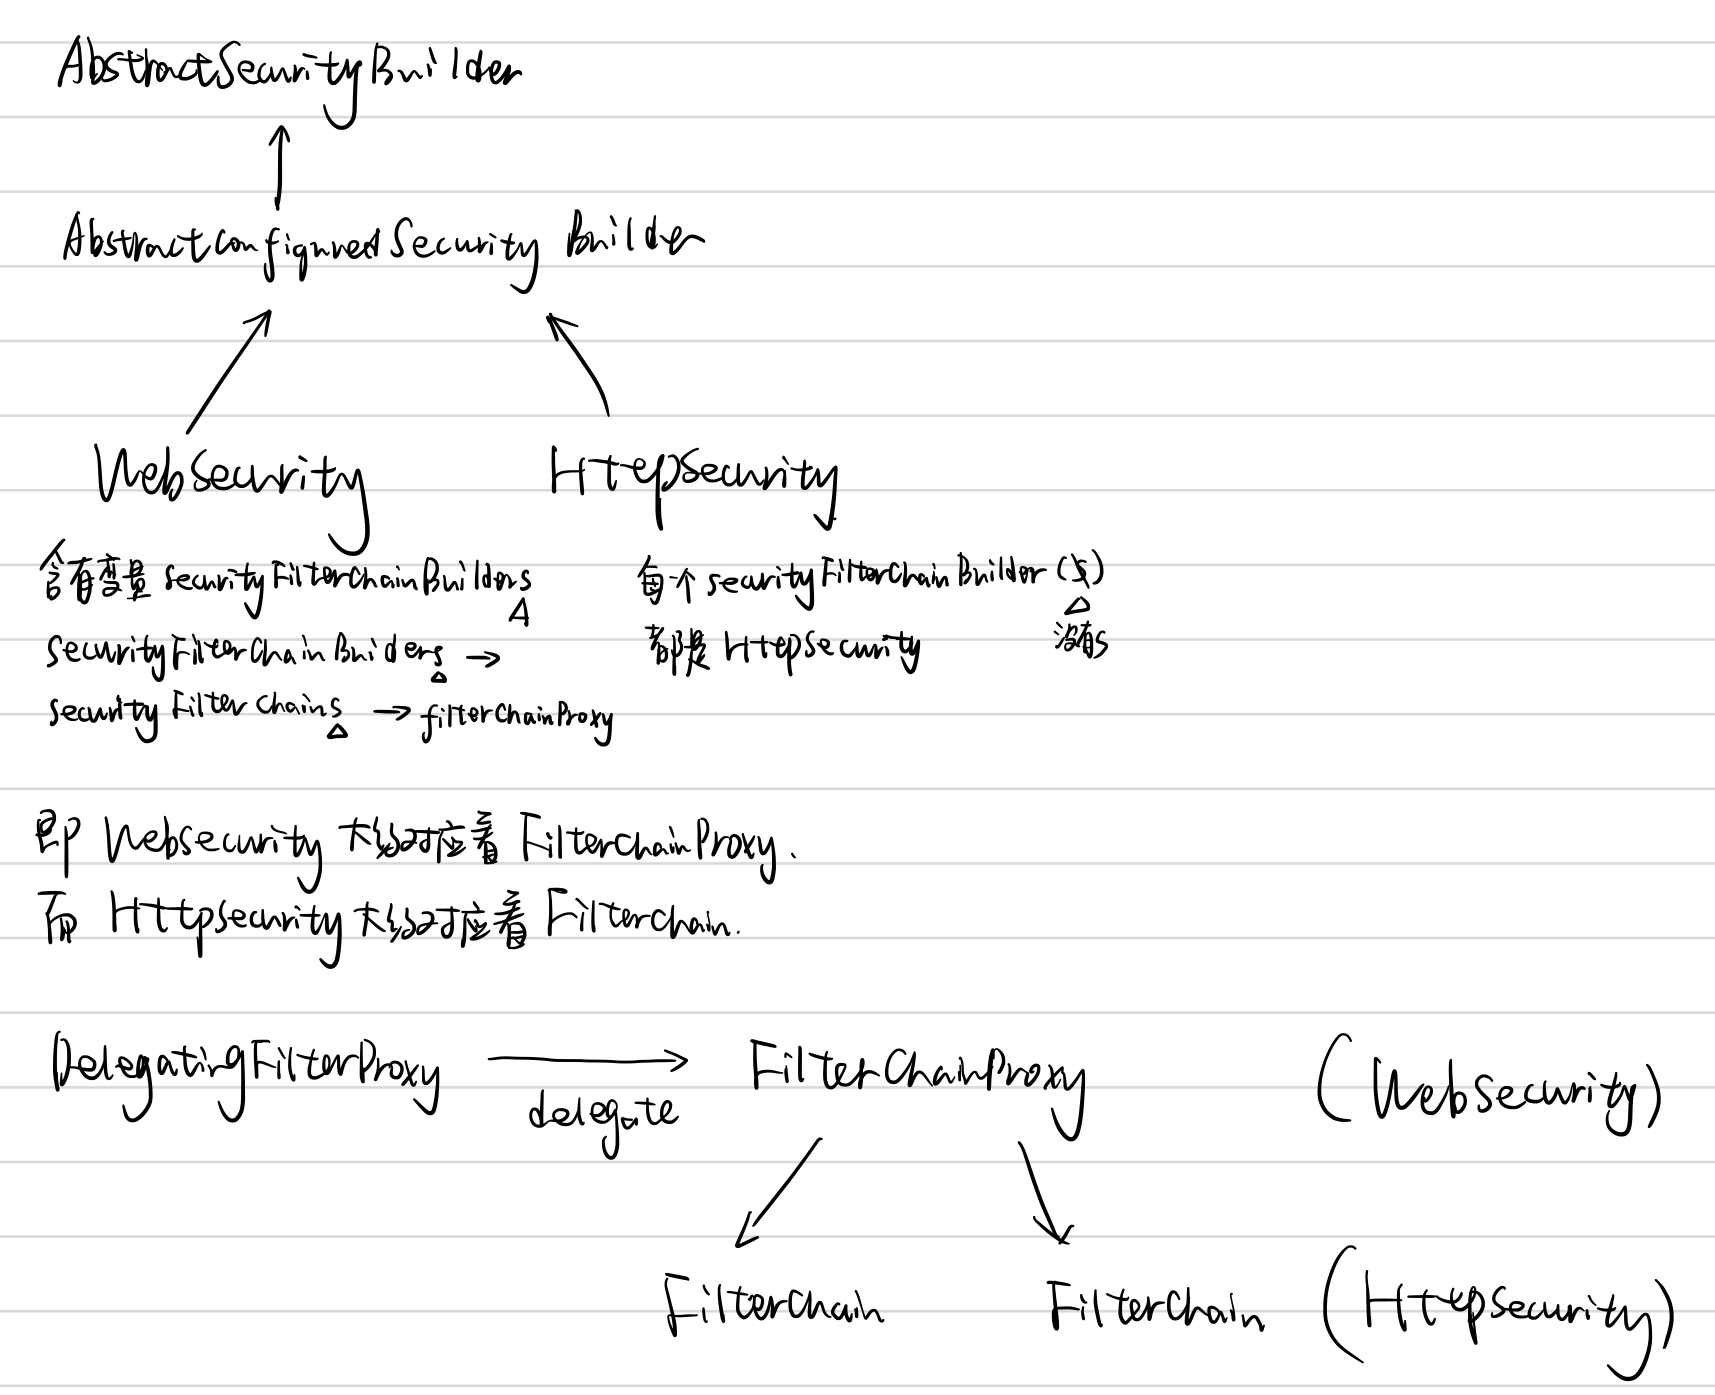 AbstractSecurityBuilder
AbstractConfiguredSecurityBuilder
WebSecurity HttpSecurity
含有变量 securityFilterChainBuilders 每个 securityFilterChainBuilder (s)
securityFilterChainBuilders → 都是 HttpSecurity 没有s
securityFilterChains → filterChainProxy
即 WebSecurity 大约对应着 FilterChainProxy.
而 HttpSecurity 大约对应着 FilterChain.
DelegatingFilterProxy delegate FilterChainProxy (WebSecurity)
FilterChain FilterChain (HttpSecurity)